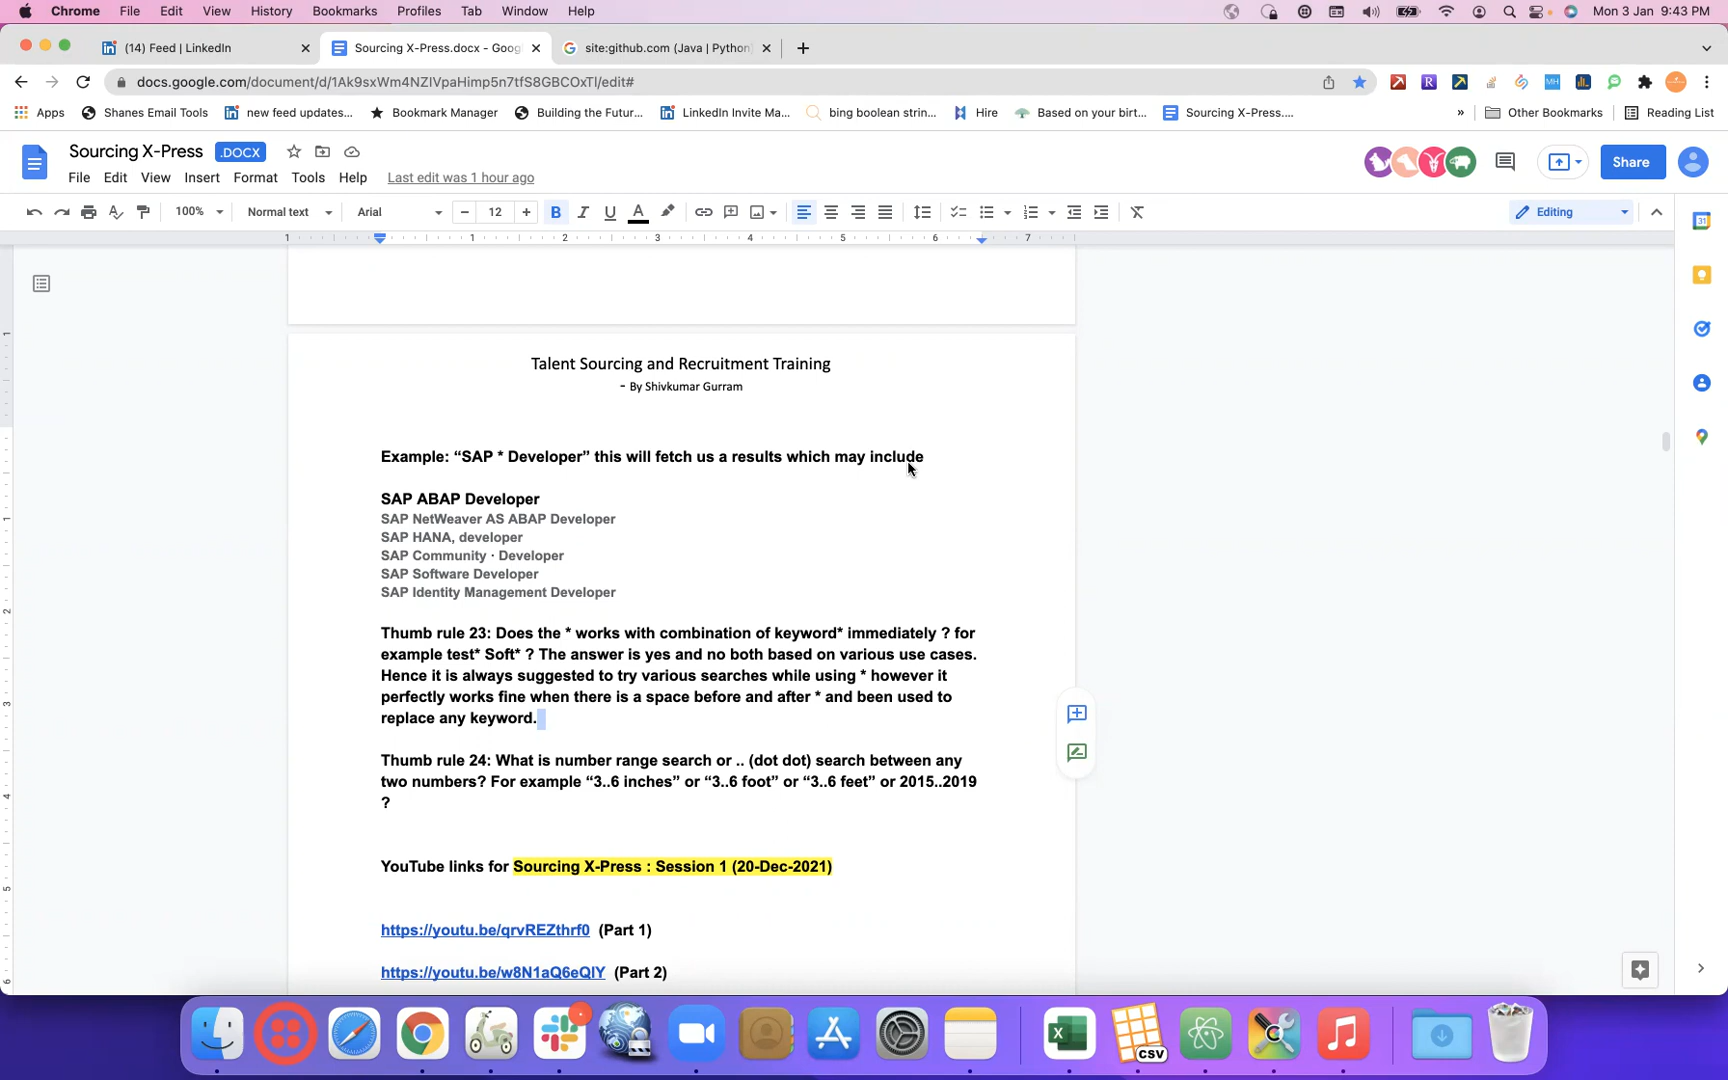 Chrome File Edit View History Bookmarks Profiles Tab Window Help Mon 3 Jan 9:43 PM
(14) Feed | LinkedIn
Sourcing X-Press.docx - Goog
site:github.com (Java | Python
docs.google.com/document/d/1Ak9sxWm4NZIVpaHimp5n7tfS8GBCOxTl/edit#
Apps Shanes Email Tools new feed updates... Bookmark Manager Building the Futur... LinkedIn Invite Ma... bing boolean strin... Hire Based on your birt... Sourcing X-Press.... » Other Bookmarks Reading List
Sourcing X-Press .DOCX
Share
File Edit View Insert Format Tools Help Last edit was 1 hour ago
100% Normal text Arial 12 B I U A Editing
1 1 2 3 4 5 6 7
Talent Sourcing and Recruitment Training
- By Shivkumar Gurram
Example: “SAP * Developer” this will fetch us a results which may include
SAP ABAP Developer
SAP NetWeaver AS ABAP Developer
SAP HANA, developer
SAP Community · Developer
SAP Software Developer
SAP Identity Management Developer
Thumb rule 23: Does the * works with combination of keyword* immediately ? for
example test* Soft* ? The answer is yes and no both based on various use cases.
Hence it is always suggested to try various searches while using * however it
perfectly works fine when there is a space before and after * and been used to
replace any keyword.
Thumb rule 24: What is number range search or .. (dot dot) search between any
two numbers? For example “3..6 inches” or “3..6 foot” or “3..6 feet” or 2015..2019
?
YouTube links for Sourcing X-Press : Session 1 (20-Dec-2021)
https://youtu.be/qrvREZthrf0 (Part 1)
https://youtu.be/w8N1aQ6eQlY (Part 2)
CSV